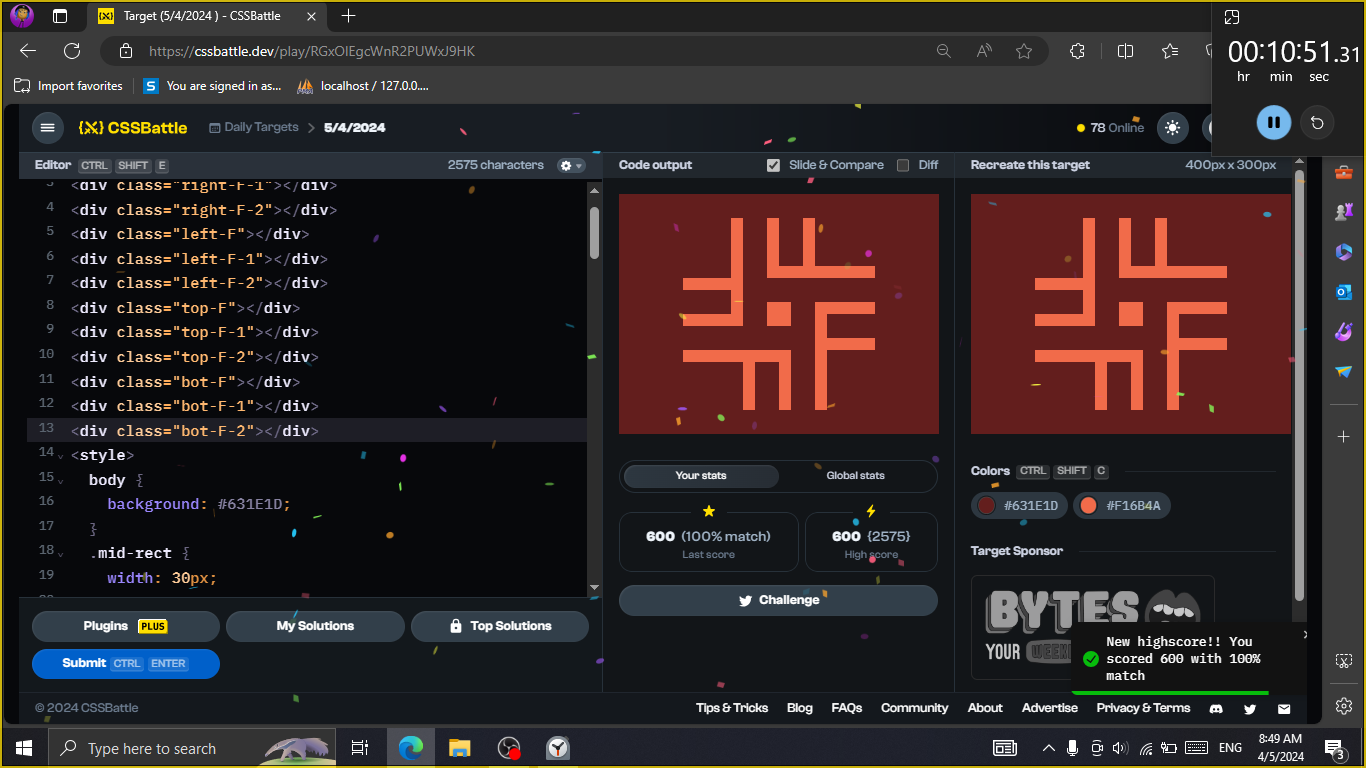 Target (5/4/2024 ) - CSSBattle
https://cssbattle.dev/play/RGxOlEgcWnR2PUWxJ9HK
Import favorites
You are signed in as...
localhost / 127.0.0....
00:10:51.31
hr min sec
{X} CSSBattle
Daily Targets > 5/4/2024
78 Online
Editor CTRL SHIFT E
2575 characters
Code output
Slide & Compare
Diff
Recreate this target
400px x 300px
3 <div class="right-F-1"></div>
4 <div class="right-F-2"></div>
5 <div class="left-F"></div>
6 <div class="left-F-1"></div>
7 <div class="left-F-2"></div>
8 <div class="top-F"></div>
9 <div class="top-F-1"></div>
10 <div class="top-F-2"></div>
11 <div class="bot-F"></div>
12 <div class="bot-F-1"></div>
13 <div class="bot-F-2"></div>
14 <style>
15 body {
16 background: #631E1D;
17 }
18 .mid-rect {
19 width: 30px;
Your stats
Global stats
600 (100% match)
Last score
600 {2575}
High score
Challenge
Colors CTRL SHIFT C
#631E1D
#F16B4A
Target Sponsor
BYTES
YOUR WEEK
Plugins PLUS
My Solutions
Top Solutions
Submit CTRL ENTER
New highscore!! You
scored 600 with 100%
match
© 2024 CSSBattle
Tips & Tricks
Blog
FAQs
Community
About
Advertise
Privacy & Terms
Type here to search
ENG
8:49 AM
4/5/2024
3